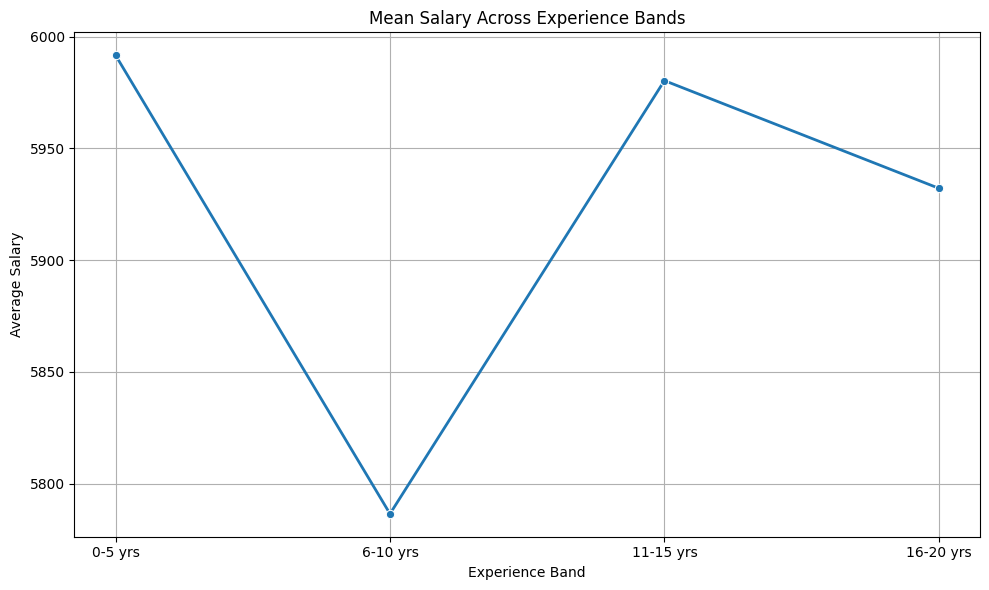 Mean Salary Across Experience Bands
6000
5950
5900
5850
5800
Average Salary
0-5 yrs
6-10 yrs
11-15 yrs
16-20 yrs
Experience Band